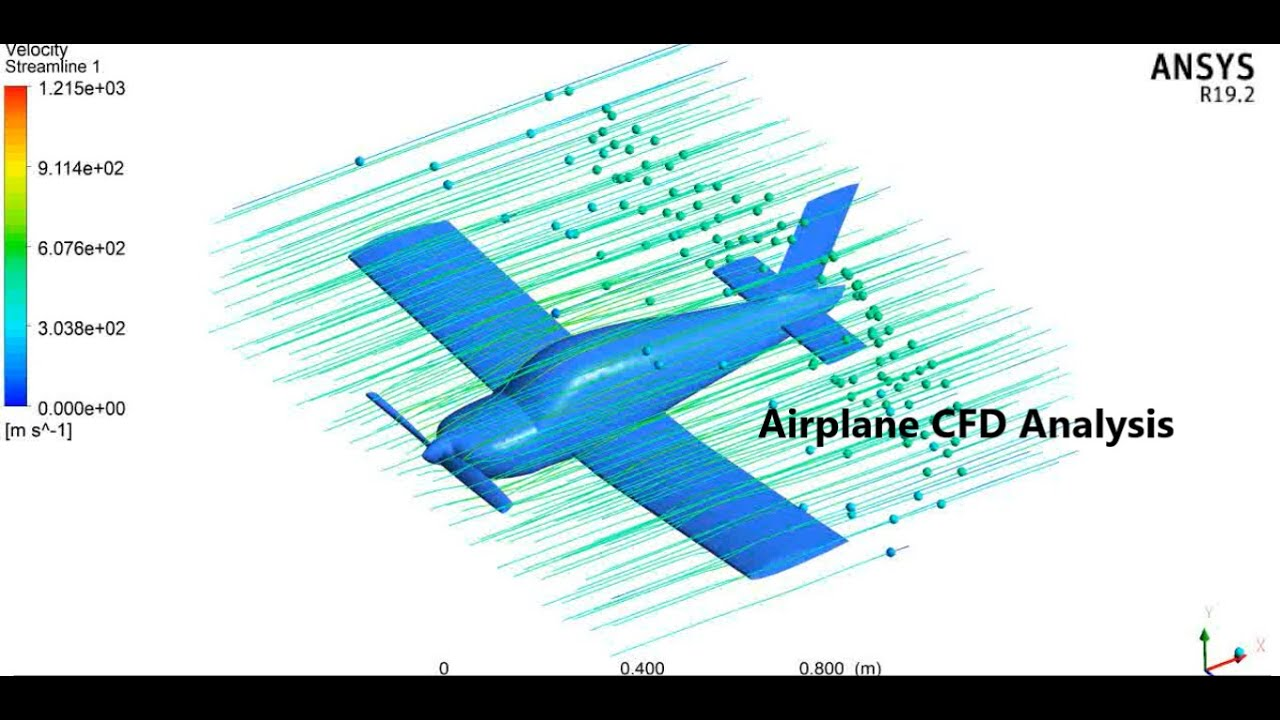 Velocity
Streamline 1
1.215e+03
9.114e+02
6.076e+02
3.038e+02
0.000e+00
[m s^-1]
ANSYS
R19.2
Airplane CFD Analysis
0 0.400 0.800 (m)
Y
X